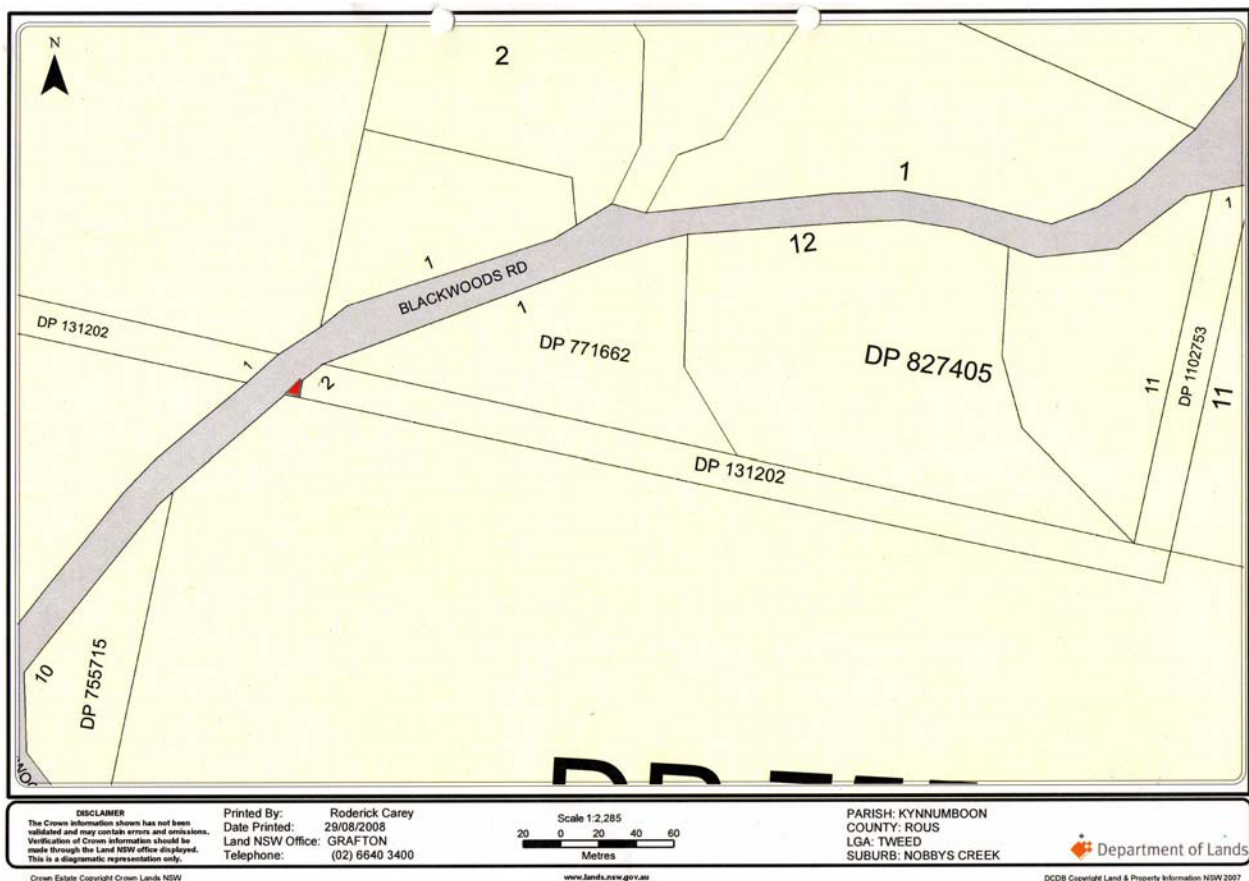 N
2
1
12
1
1
BLACKWOODS RD
1
DP 131202
DP 771662
DP 827405
DP 1102753
11
11
1
2
DP 131202
10
DP 755715
DISCLAIMER
The Crown information shown has not been
validated and may contain errors and omissions.
Verification of Crown information should be
made through the Land NSW office displayed.
This is a diagramatic representation only.
Printed By: Roderick Carey
Date Printed: 29/08/2008
Land NSW Office: GRAFTON
Telephone: (02) 6640 3400
Scale 1:2,285
20 0 20 40 60
Metres
PARISH: KYNNUMBOON
COUNTY: ROUS
LGA: TWEED
SUBURB: NOBBYS CREEK
Department of Lands
Crown Estate Copyright Crown Lands NSW
www.lands.nsw.gov.au
DCDB Copyright Land & Property Information NSW 2007